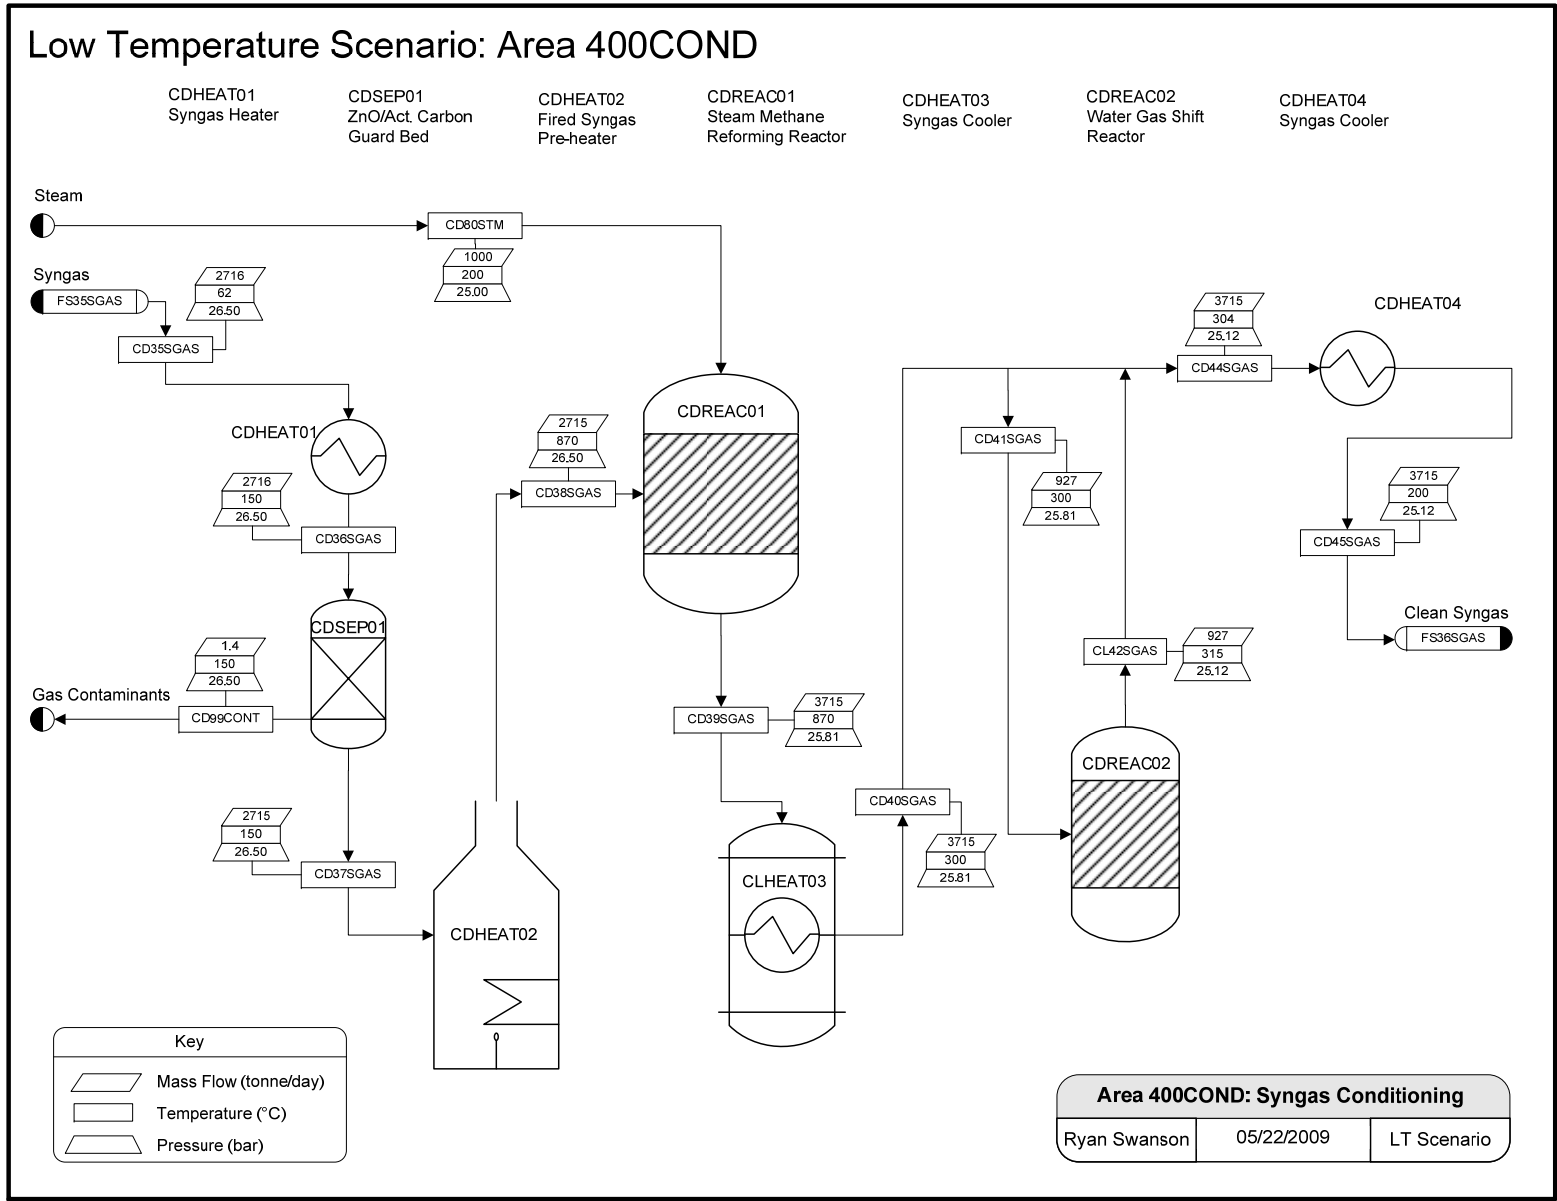 Low Temperature Scenario: Area 400COND
CDHEAT01
Syngas Heater
CDSEP01
ZnO/Act. Carbon
Guard Bed
CDHEAT02
Fired Syngas
Pre-heater
CDREAC01
Steam Methane
Reforming Reactor
CDHEAT03
Syngas Cooler
CDREAC02
Water Gas Shift
Reactor
CDHEAT04
Syngas Cooler
Steam
CD80STM
1000
200
25.00
Syngas
FS35SGAS
2716
62
26.50
CD35SGAS
CDHEAT01
2716
150
26.50
CD36SGAS
CDSEP01
1.4
150
26.50
Gas Contaminants
CD99CONT
2715
150
26.50
CD37SGAS
CDHEAT02
2715
870
26.50
CD38SGAS
CDREAC01
CD39SGAS
3715
870
25.81
CLHEAT03
CD40SGAS
3715
300
25.81
CD41SGAS
927
300
25.81
CDREAC02
CL42SGAS
927
315
25.12
3715
304
25.12
CD44SGAS
CDHEAT04
3715
200
25.12
CD45SGAS
Clean Syngas
FS36SGAS
Key
Mass Flow (tonne/day)
Temperature (°C)
Pressure (bar)
Area 400COND: Syngas Conditioning
Ryan Swanson
05/22/2009
LT Scenario